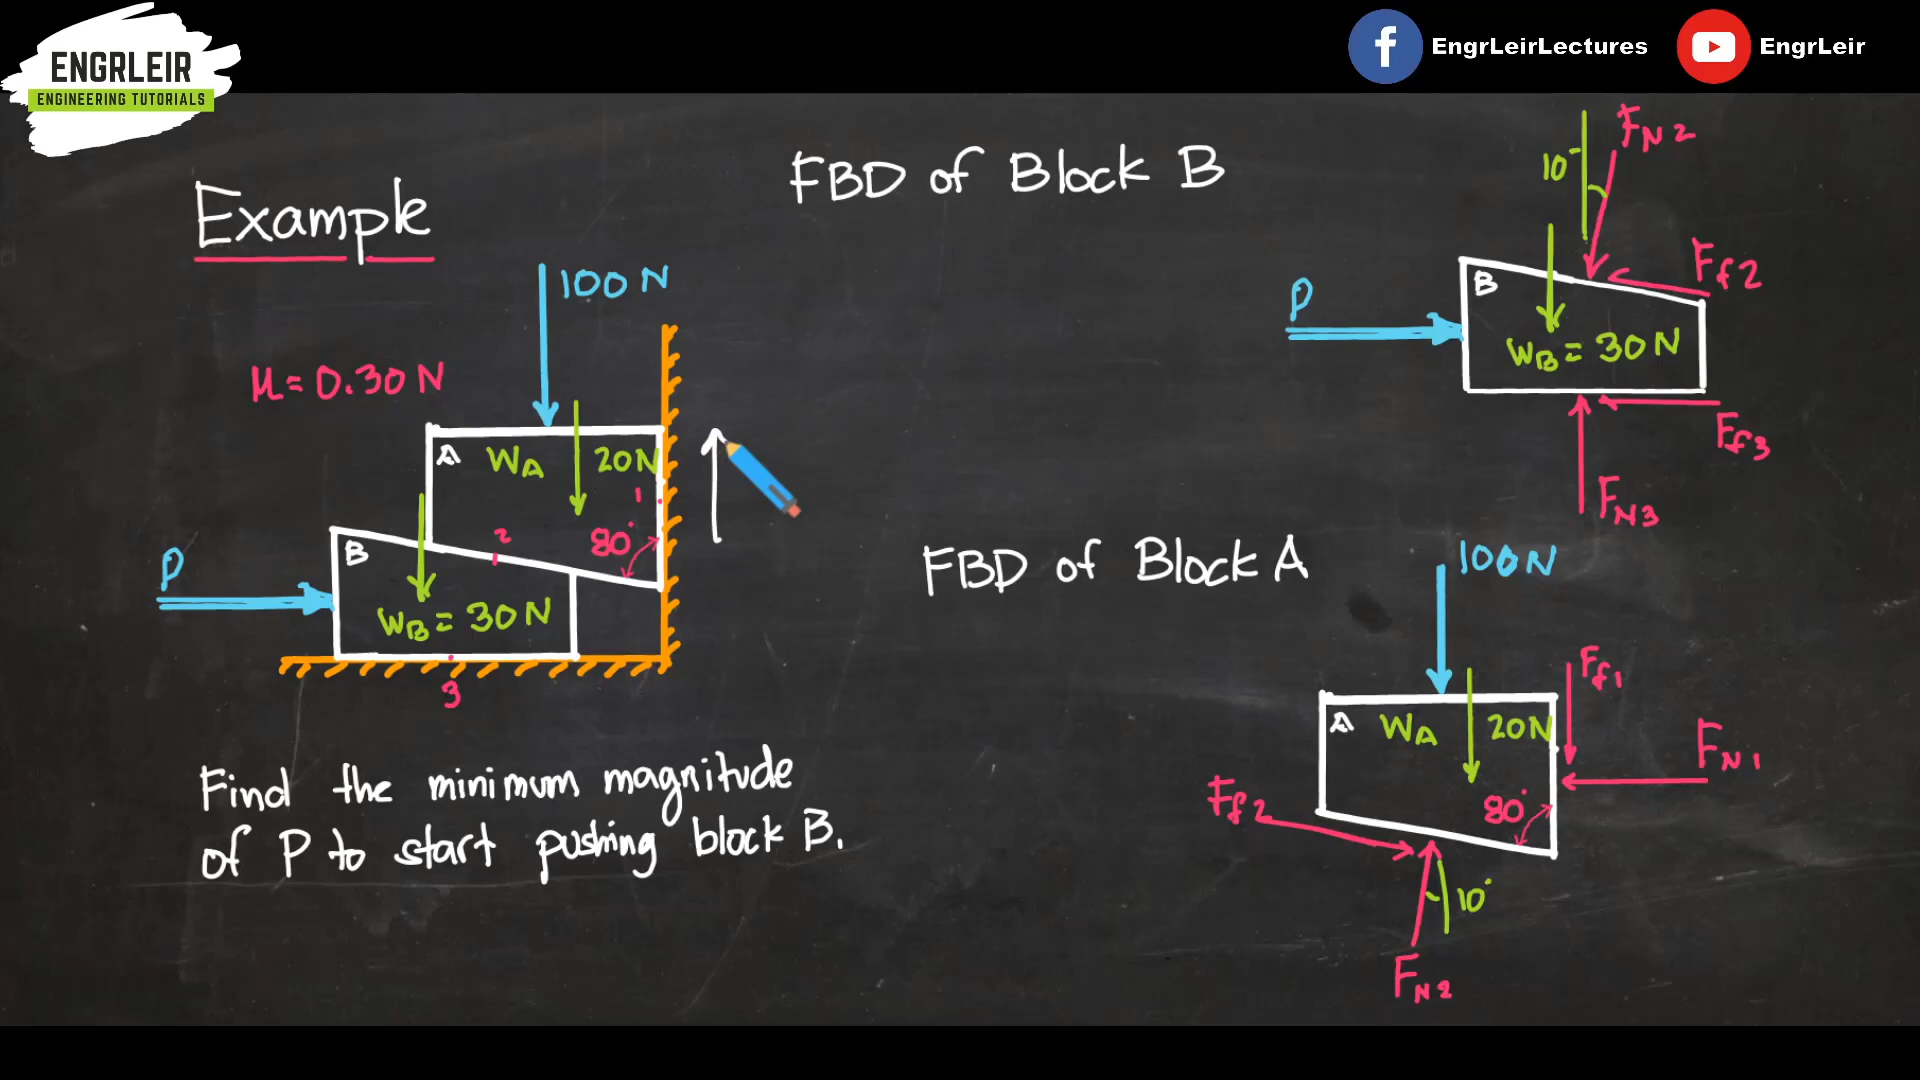 ENGRLEIR
ENGINEERING TUTORIALS
EngrLeirLectures
EngrLeir
Example
100 N
μ = 0.30 N
A WA 20N
1
2
80°
B
P
WB = 30N
3
Find the minimum magnitude
of P to start pushing block B.
FBD of Block B
10°
FN2
Ff2
P
B
WB = 30N
Ff3
FN3
FBD of Block A
100N
Ff1
A WA 20N
FN1
80°
Ff2
10°
FN2